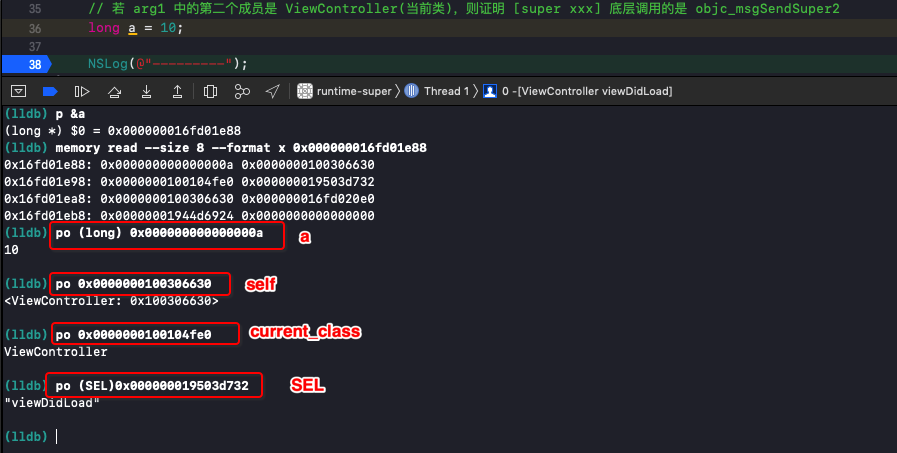 35 // 若 arg1 中的第二个成员是 ViewController(当前类)，则证明 [super xxx] 底层调用的是 objc_msgSendSuper2
36 long a = 10;
37
38 NSLog(@"---------");
runtime-super 〉 Thread 1 〉 0 -[ViewController viewDidLoad]
(lldb) p &a
(long *) $0 = 0x000000016fd01e88
(lldb) memory read --size 8 --format x 0x000000016fd01e88
0x16fd01e88: 0x000000000000000a 0x0000000100306630
0x16fd01e98: 0x0000000100104fe0 0x000000019503d732
0x16fd01ea8: 0x0000000100306630 0x000000016fd020e0
0x16fd01eb8: 0x00000001944d6924 0x0000000000000000
(lldb) po (long) 0x000000000000000a a
10
(lldb) po 0x0000000100306630 self
<ViewController: 0x100306630>
(lldb) po 0x0000000100104fe0 current_class
ViewController
(lldb) po (SEL)0x000000019503d732 SEL
"viewDidLoad"
(lldb)